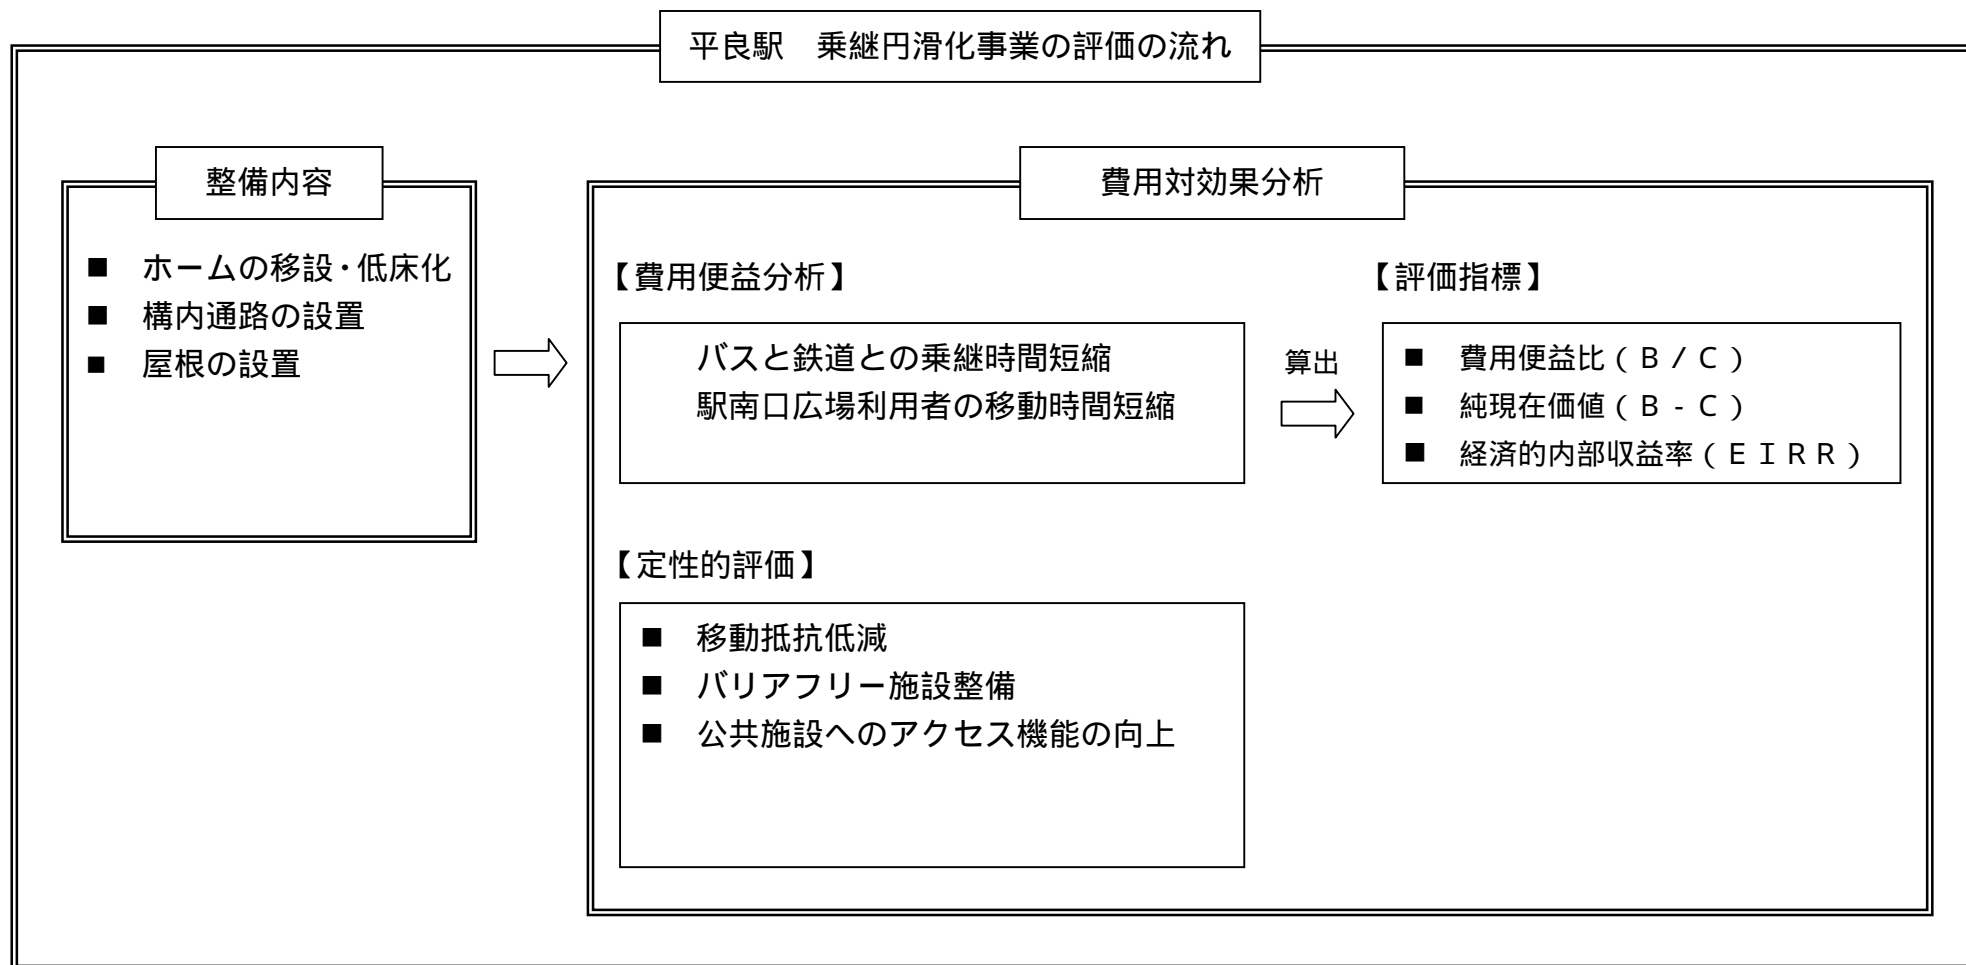 平良駅　乗継円滑化事業の評価の流れ
整備内容
■ ホームの移設・低床化
■ 構内通路の設置
■ 屋根の設置
費用対効果分析
【費用便益分析】
バスと鉄道との乗継時間短縮
駅南口広場利用者の移動時間短縮
算出
【評価指標】
■ 費用便益比（Ｂ／Ｃ）
■ 純現在価値（Ｂ‐Ｃ）
■ 経済的内部収益率（ＥＩＲＲ）
【定性的評価】
■ 移動抵抗低減
■ バリアフリー施設整備
■ 公共施設へのアクセス機能の向上